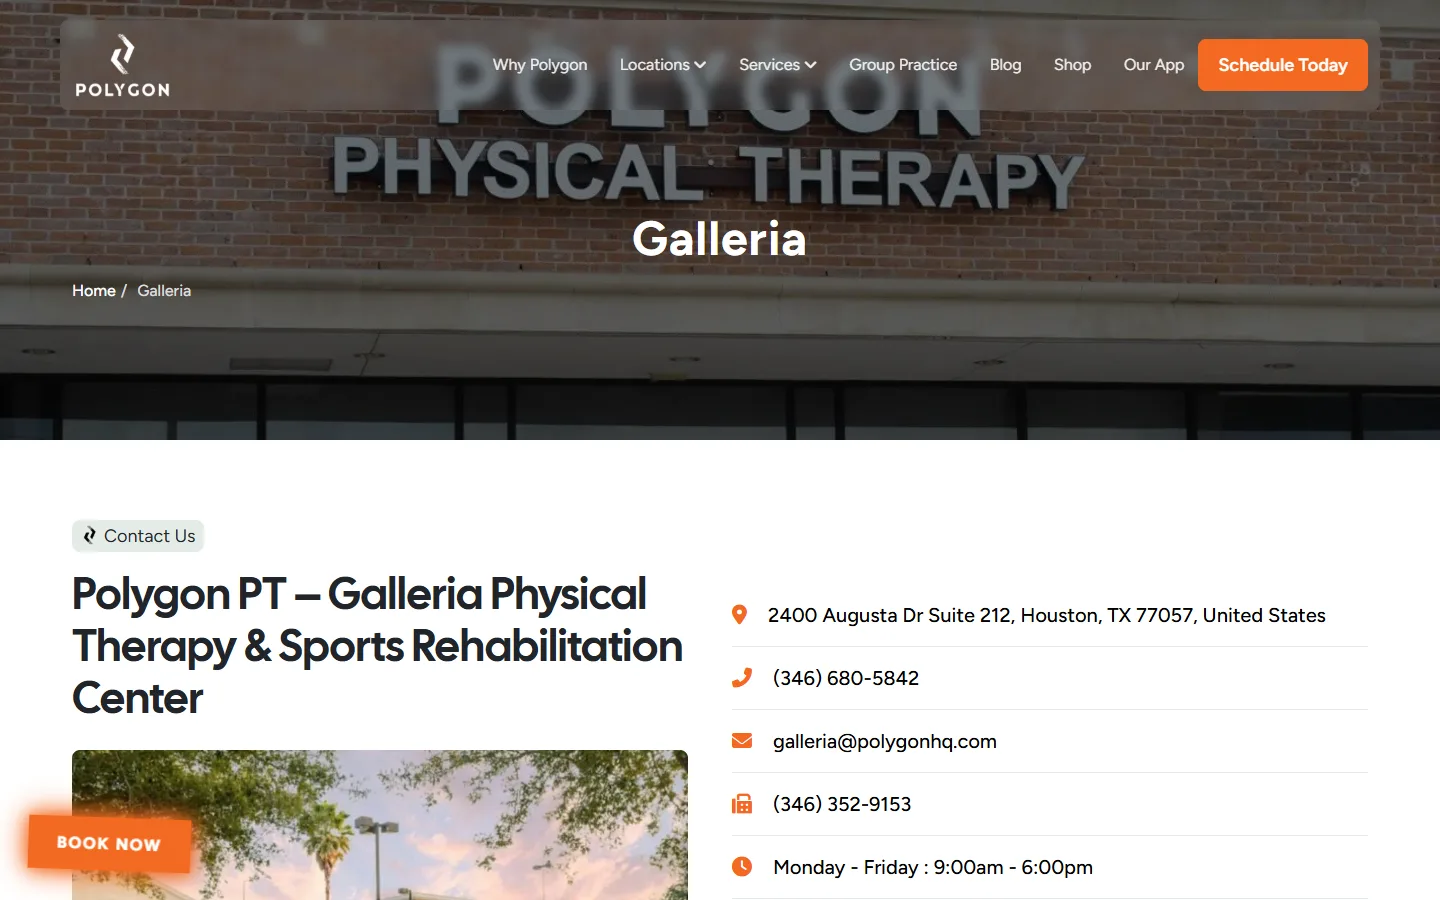 POLYGON
Why Polygon
Locations
Services
Group Practice
Blog
Shop
Our App
Schedule Today
POLYGON
PHYSICAL THERAPY
Galleria
Home / Galleria
Contact Us
Polygon PT – Galleria Physical
Therapy & Sports Rehabilitation
Center
2400 Augusta Dr Suite 212, Houston, TX 77057, United States
(346) 680-5842
galleria@polygonhq.com
(346) 352-9153
Monday - Friday : 9:00am - 6:00pm
BOOK NOW